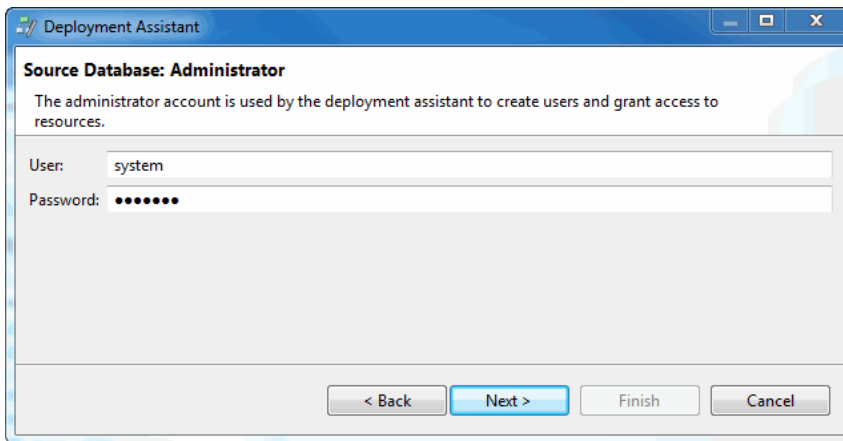 Deployment Assistant
Source Database: Administrator
The administrator account is used by the deployment assistant to create users and grant access to
resources.
User: system
Password: •••••••
< Back Next > Finish Cancel